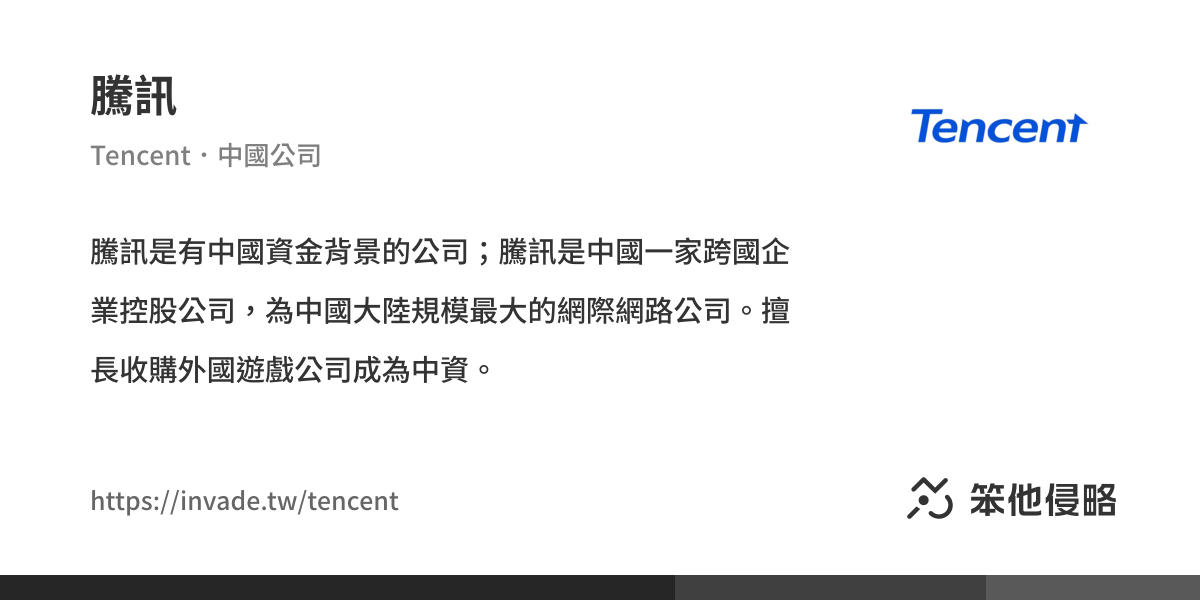 騰訊
Tencent
Tencent・中國公司
騰訊是有中國資金背景的公司；騰訊是中國一家跨國企
業控股公司，為中國大陸規模最大的網際網路公司。擅
長收購外國遊戲公司成為中資。
https://invade.tw/tencent
笨他侵略